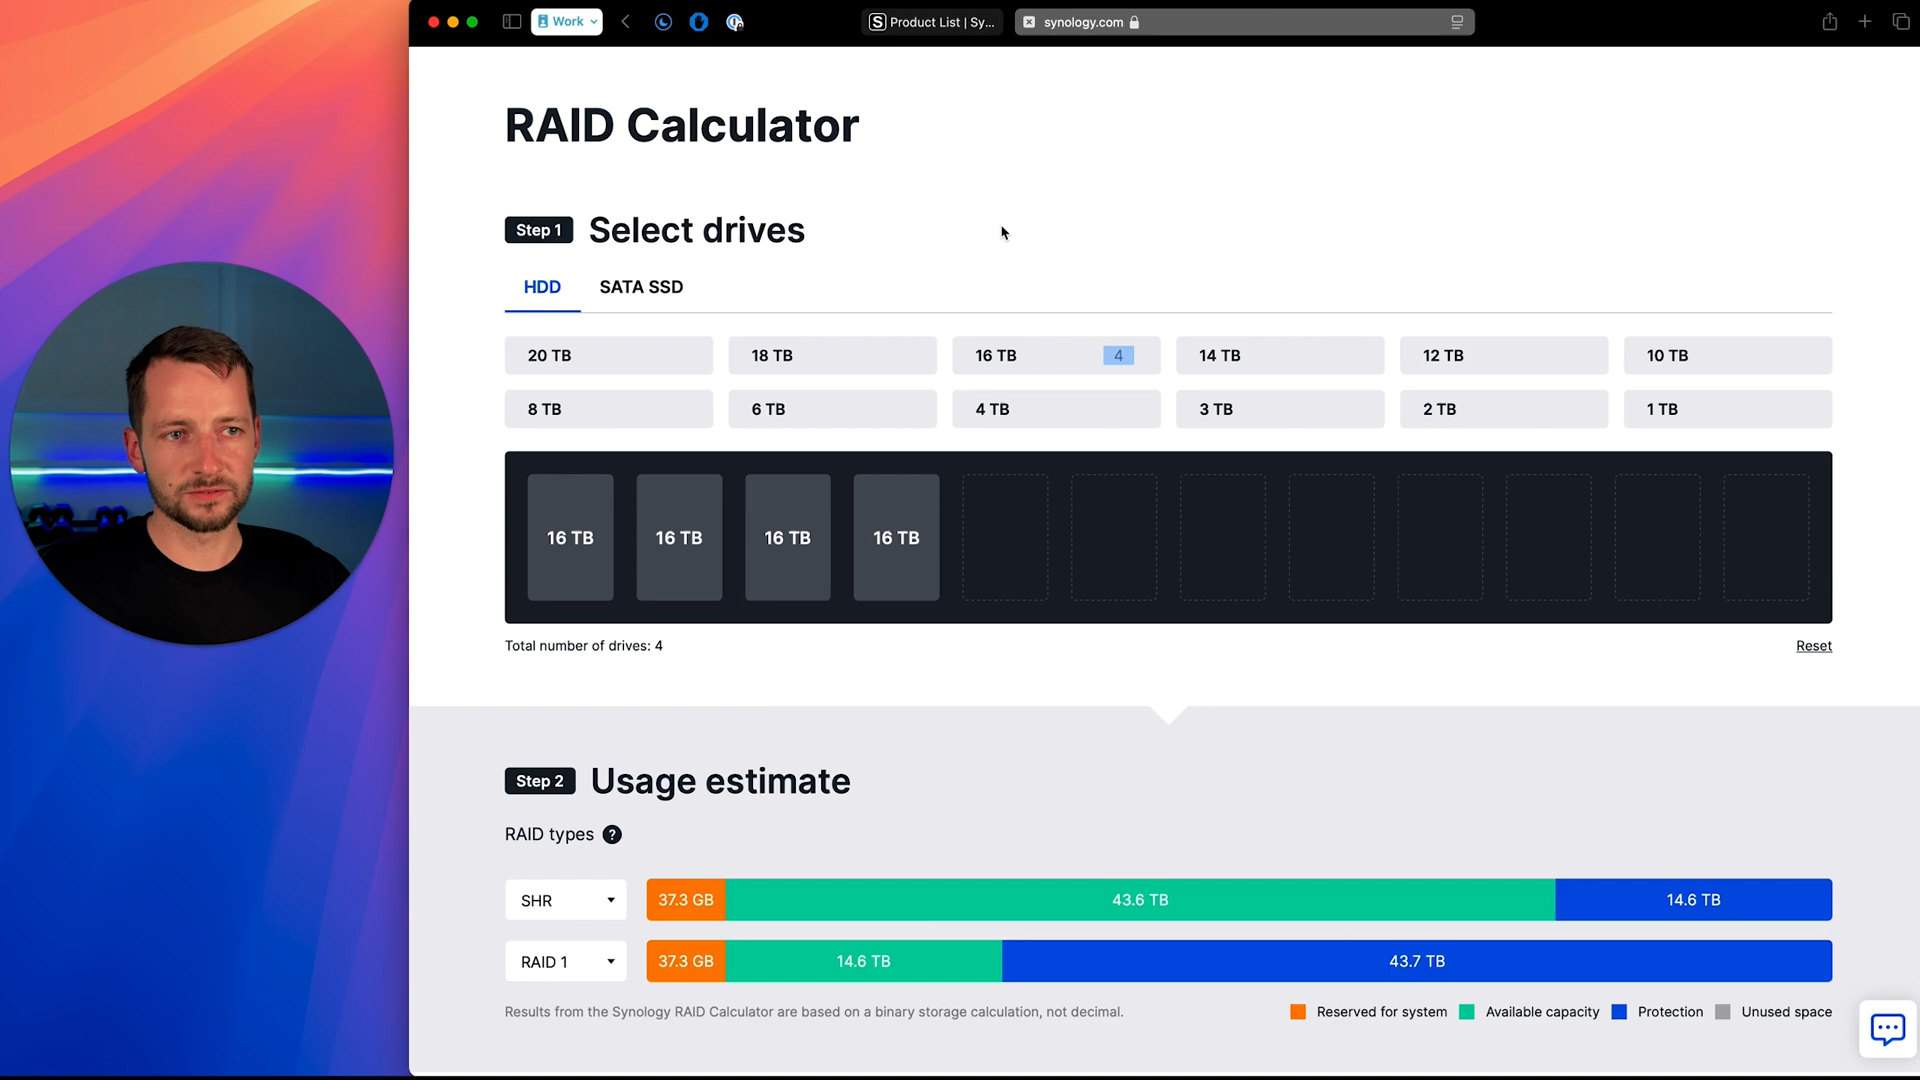 Work
Product List | Sy...
synology.com
RAID Calculator
Step 1 Select drives
HDD SATA SSD
20 TB 18 TB 16 TB 4 14 TB 12 TB 10 TB
8 TB 6 TB 4 TB 3 TB 2 TB 1 TB
16 TB 16 TB 16 TB 16 TB
Total number of drives: 4 Reset
Step 2 Usage estimate
RAID types ?
SHR 37.3 GB 43.6 TB 14.6 TB
RAID 1 37.3 GB 14.6 TB 43.7 TB
Results from the Synology RAID Calculator are based on a binary storage calculation, not decimal. Reserved for system Available capacity Protection Unused space